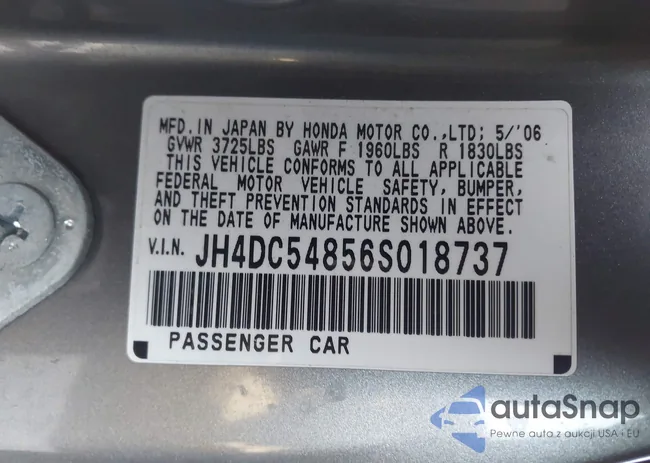 MFD.IN JAPAN BY HONDA MOTOR CO.,LTD; 5/'06
GVWR 3725LBS GAWR F 1960LBS R 1830LBS
THIS VEHICLE CONFORMS TO ALL APPLICABLE
FEDERAL MOTOR VEHICLE SAFETY, BUMPER,
AND THEFT PREVENTION STANDARDS IN EFFECT
ON THE DATE OF MANUFACTURE SHOWN ABOVE.
V.I.N. JH4DC54856S018737
PASSENGER CAR
autaSnap
Pewne auta z aukcji USA i EU